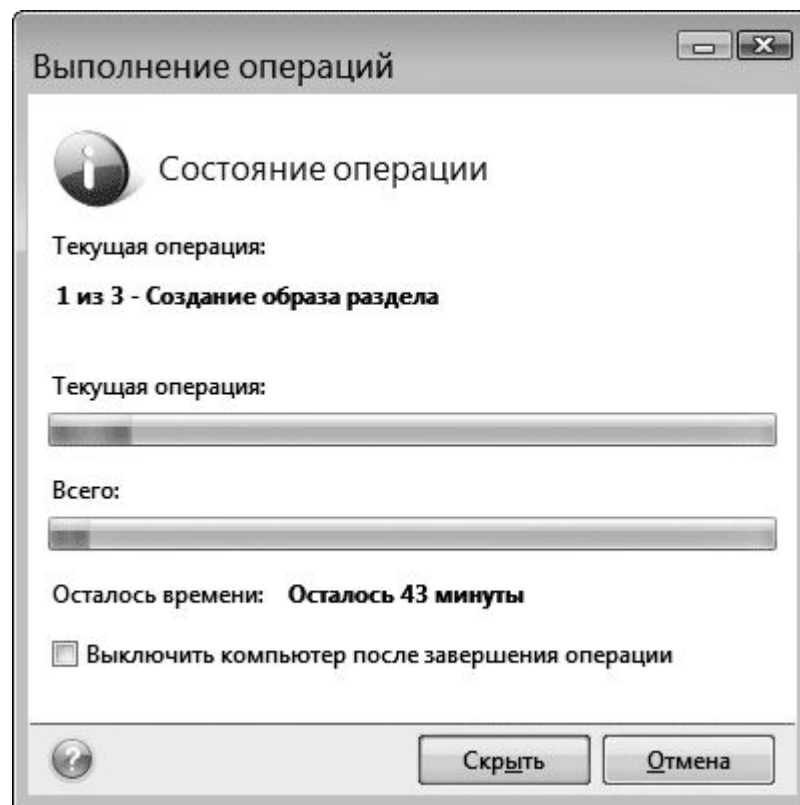 Выполнение операций
Состояние операции
Текущая операция:
1 из 3 - Создание образа раздела
Текущая операция:
Всего:
Осталось времени: Осталось 43 минуты
Выключить компьютер после завершения операции
Скрыть Отмена